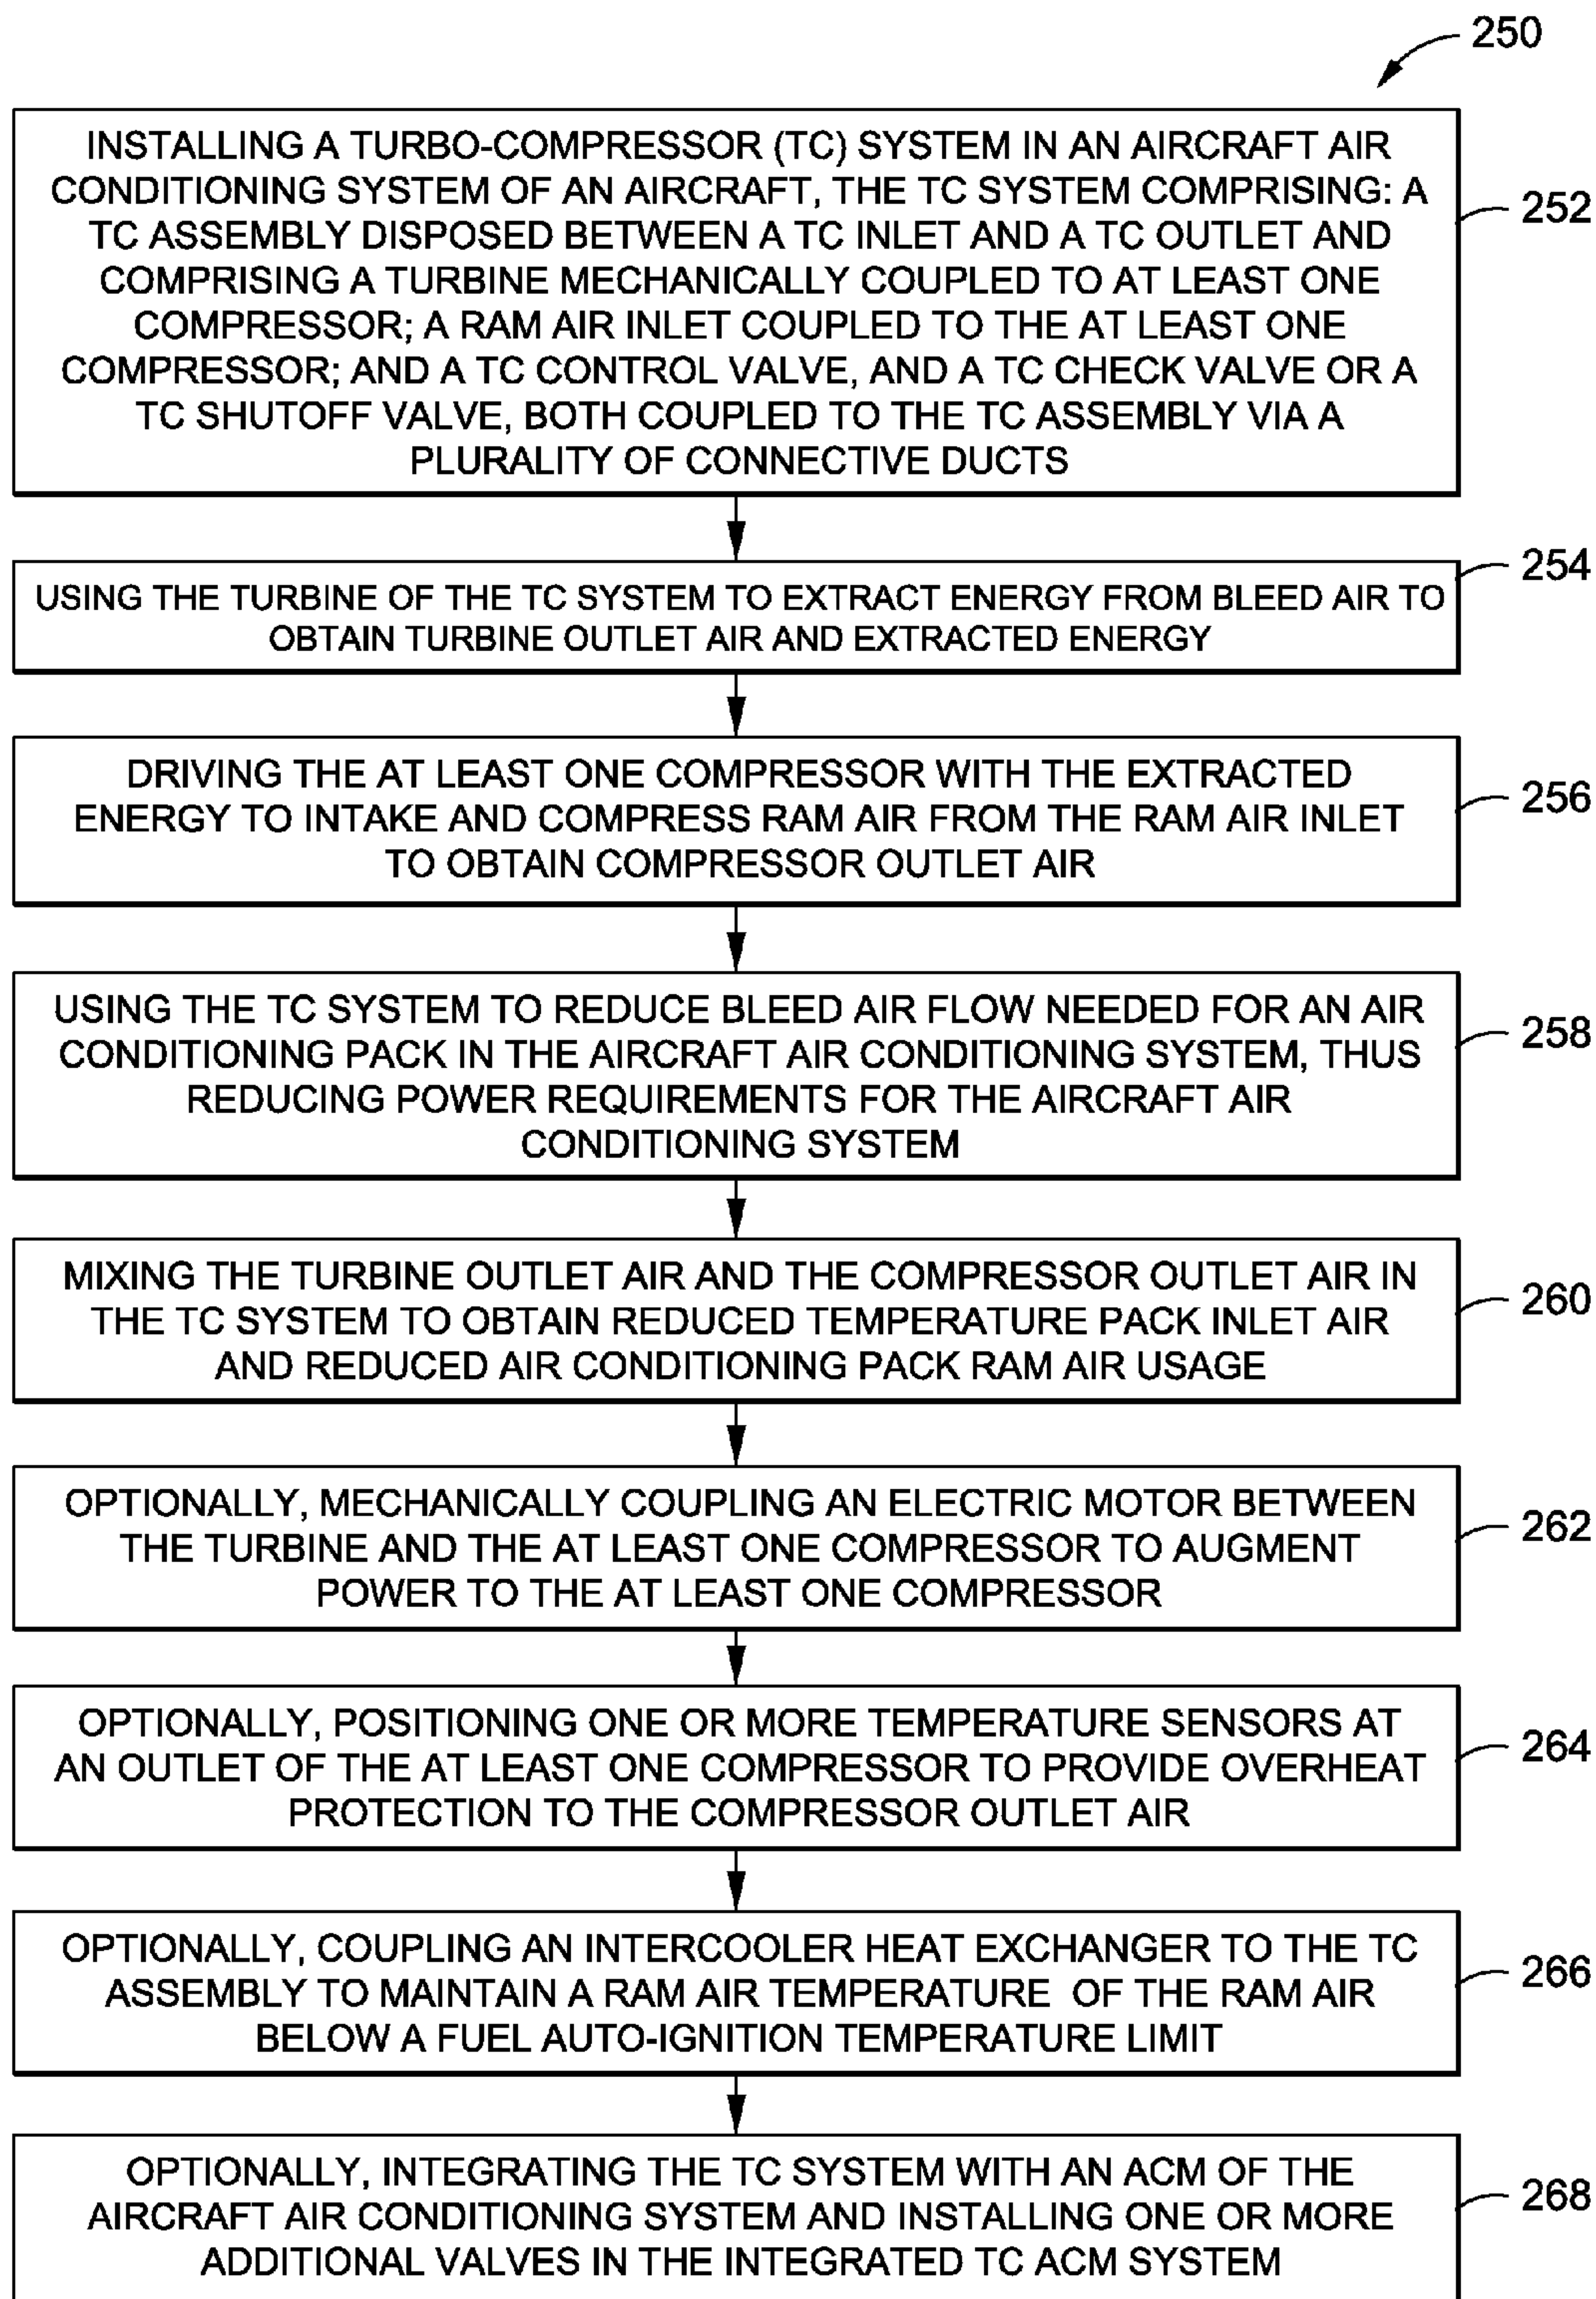 250
INSTALLING A TURBO-COMPRESSOR (TC) SYSTEM IN AN AIRCRAFT AIR
CONDITIONING SYSTEM OF AN AIRCRAFT, THE TC SYSTEM COMPRISING: A
TC ASSEMBLY DISPOSED BETWEEN A TC INLET AND A TC OUTLET AND
COMPRISING A TURBINE MECHANICALLY COUPLED TO AT LEAST ONE
COMPRESSOR; A RAM AIR INLET COUPLED TO THE AT LEAST ONE
COMPRESSOR; AND A TC CONTROL VALVE, AND A TC CHECK VALVE OR A
TC SHUTOFF VALVE, BOTH COUPLED TO THE TC ASSEMBLY VIA A
PLURALITY OF CONNECTIVE DUCTS
252
USING THE TURBINE OF THE TC SYSTEM TO EXTRACT ENERGY FROM BLEED AIR TO
OBTAIN TURBINE OUTLET AIR AND EXTRACTED ENERGY
254
DRIVING THE AT LEAST ONE COMPRESSOR WITH THE EXTRACTED
ENERGY TO INTAKE AND COMPRESS RAM AIR FROM THE RAM AIR INLET
TO OBTAIN COMPRESSOR OUTLET AIR
256
USING THE TC SYSTEM TO REDUCE BLEED AIR FLOW NEEDED FOR AN AIR
CONDITIONING PACK IN THE AIRCRAFT AIR CONDITIONING SYSTEM, THUS
REDUCING POWER REQUIREMENTS FOR THE AIRCRAFT AIR
CONDITIONING SYSTEM
258
MIXING THE TURBINE OUTLET AIR AND THE COMPRESSOR OUTLET AIR IN
THE TC SYSTEM TO OBTAIN REDUCED TEMPERATURE PACK INLET AIR
AND REDUCED AIR CONDITIONING PACK RAM AIR USAGE
260
OPTIONALLY, MECHANICALLY COUPLING AN ELECTRIC MOTOR BETWEEN
THE TURBINE AND THE AT LEAST ONE COMPRESSOR TO AUGMENT
POWER TO THE AT LEAST ONE COMPRESSOR
262
OPTIONALLY, POSITIONING ONE OR MORE TEMPERATURE SENSORS AT
AN OUTLET OF THE AT LEAST ONE COMPRESSOR TO PROVIDE OVERHEAT
PROTECTION TO THE COMPRESSOR OUTLET AIR
264
OPTIONALLY, COUPLING AN INTERCOOLER HEAT EXCHANGER TO THE TC
ASSEMBLY TO MAINTAIN A RAM AIR TEMPERATURE OF THE RAM AIR
BELOW A FUEL AUTO-IGNITION TEMPERATURE LIMIT
266
OPTIONALLY, INTEGRATING THE TC SYSTEM WITH AN ACM OF THE
AIRCRAFT AIR CONDITIONING SYSTEM AND INSTALLING ONE OR MORE
ADDITIONAL VALVES IN THE INTEGRATED TC ACM SYSTEM
268